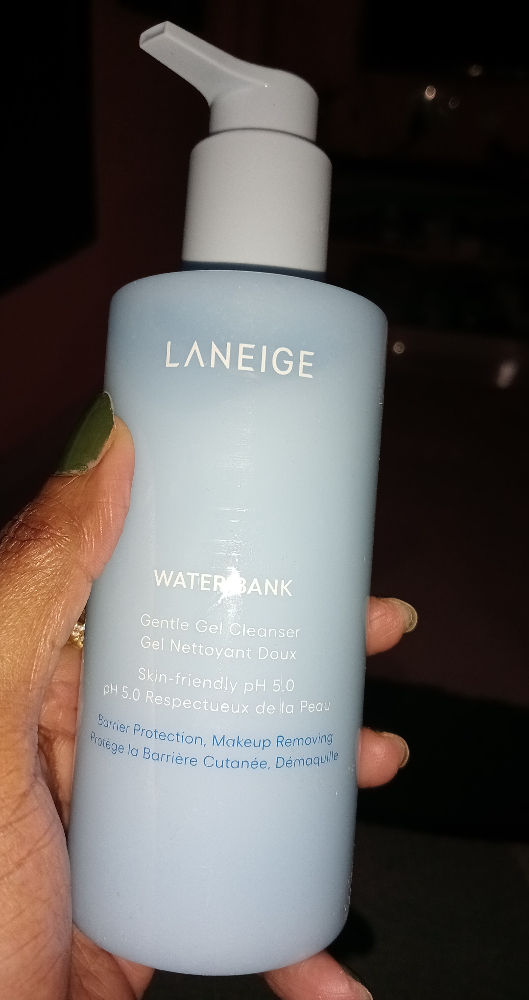 LANEIGE
WATER BANK
Gentle Gel Cleanser
Gel Nettoyant Doux
Skin-friendly pH 5.0
pH 5.0 Respectueux de la Peau
Barrier Protection, Makeup Removing
Protège la Barrière Cutanée, Démaquille